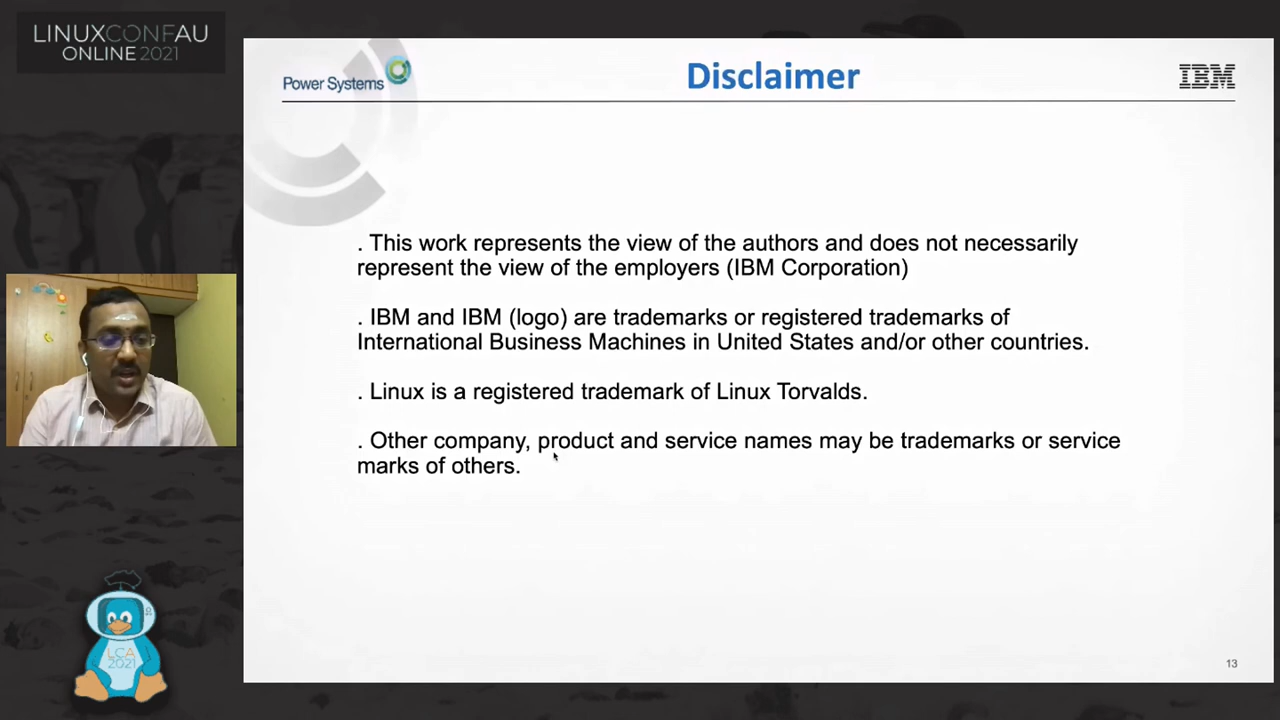 LINUXCONFAU
ONLINE 2021
Power Systems
Disclaimer
IBM
. This work represents the view of the authors and does not necessarily
represent the view of the employers (IBM Corporation)
. IBM and IBM (logo) are trademarks or registered trademarks of
International Business Machines in United States and/or other countries.
. Linux is a registered trademark of Linux Torvalds.
. Other company, product and service names may be trademarks or service
marks of others.
13
LCA
2021